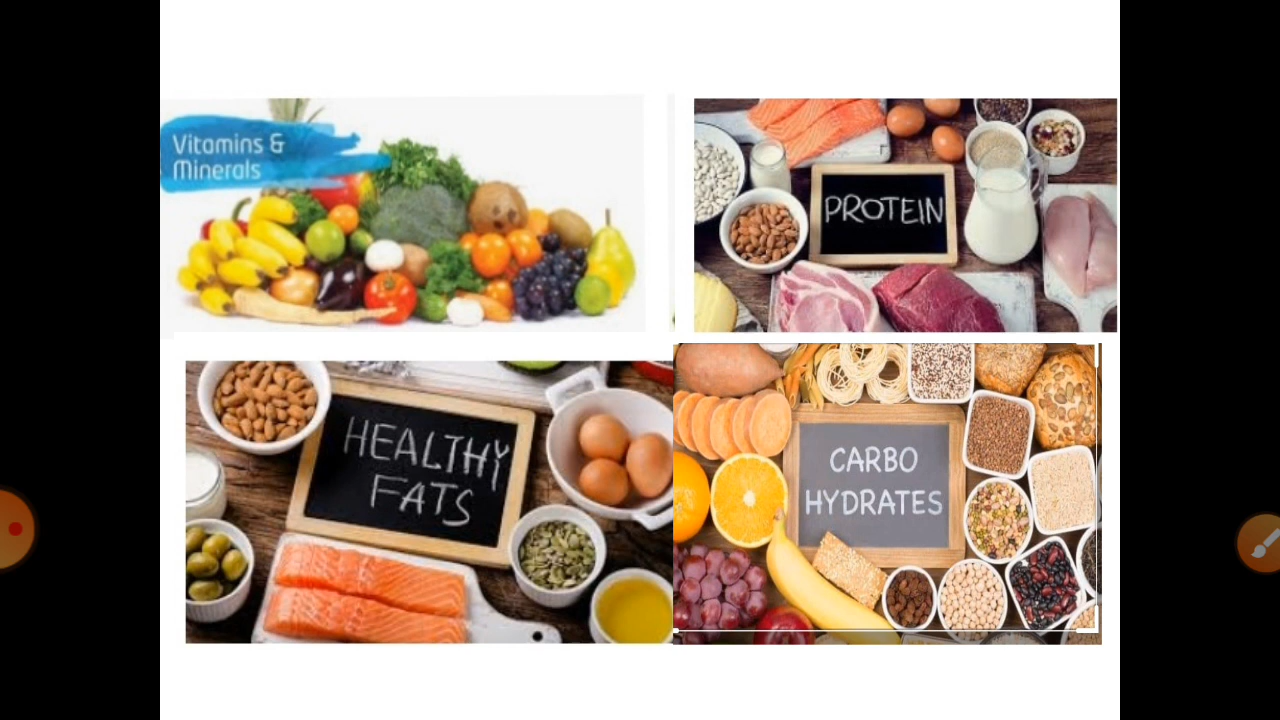 Vitamins &
Minerals
PROTEIN
HEALTHY
FATS
CARBO
HYDRATES